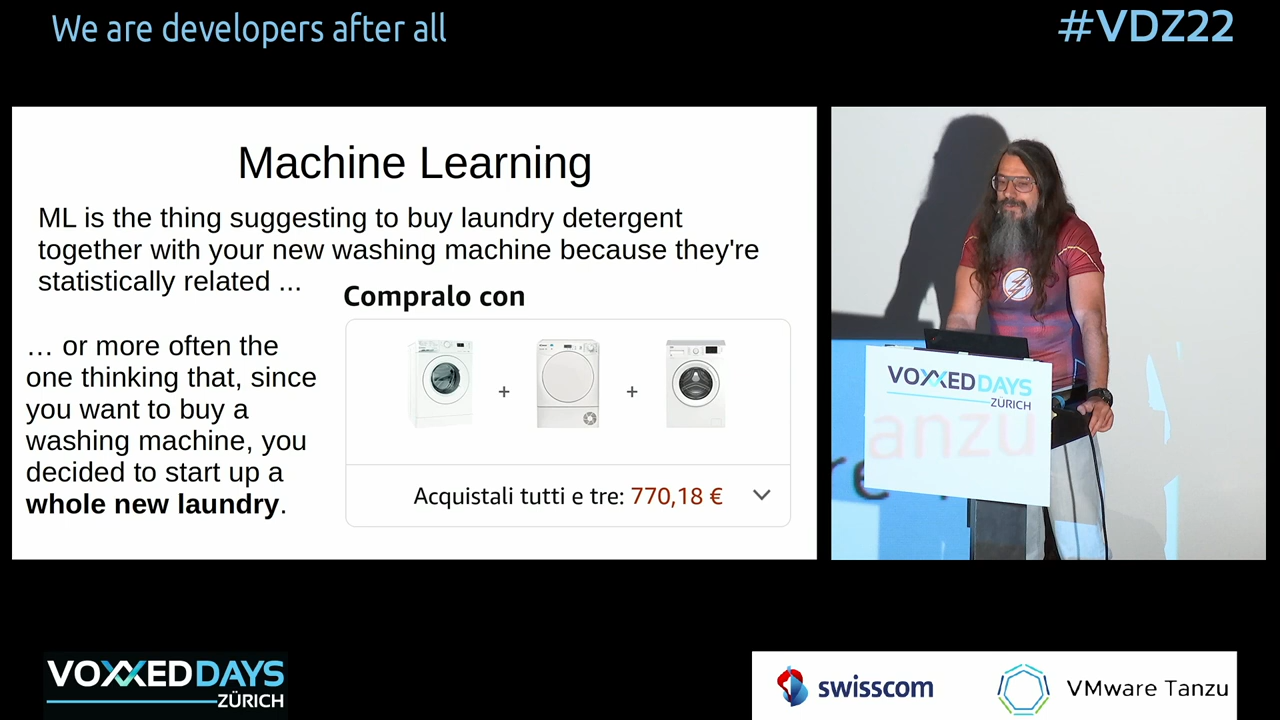 We are developers after all
#VDZ22
Machine Learning
ML is the thing suggesting to buy laundry detergent
together with your new washing machine because they're
statistically related ...
Compralo con
… or more often the
one thinking that, since
you want to buy a
washing machine, you
decided to start up a
whole new laundry.
+ +
Acquistali tutti e tre: 770,18 €
VOXXED DAYS
ZÜRICH
anzu
VOXXED DAYS
ZÜRICH
swisscom
VMware Tanzu